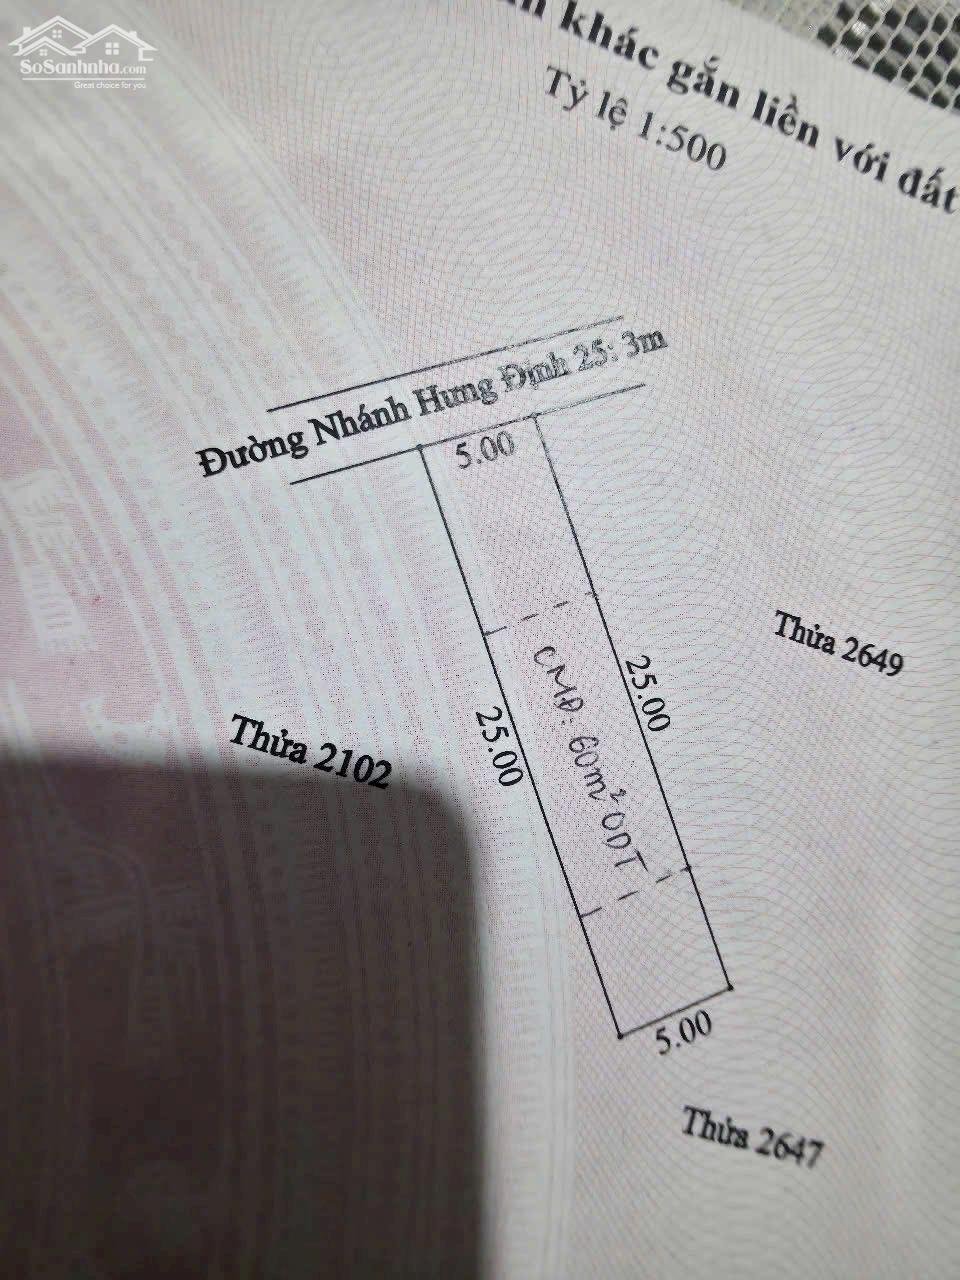 SoSanhnha.com
Great choice for you
khác gắn liền với đất
Tỷ lệ 1:500
Đường Nhánh Hưng Định 25: 3m
5.00
Thửa 2649
25.00
CMĐ: 60m² ODT
25.00
Thửa 2102
5.00
Thửa 2647